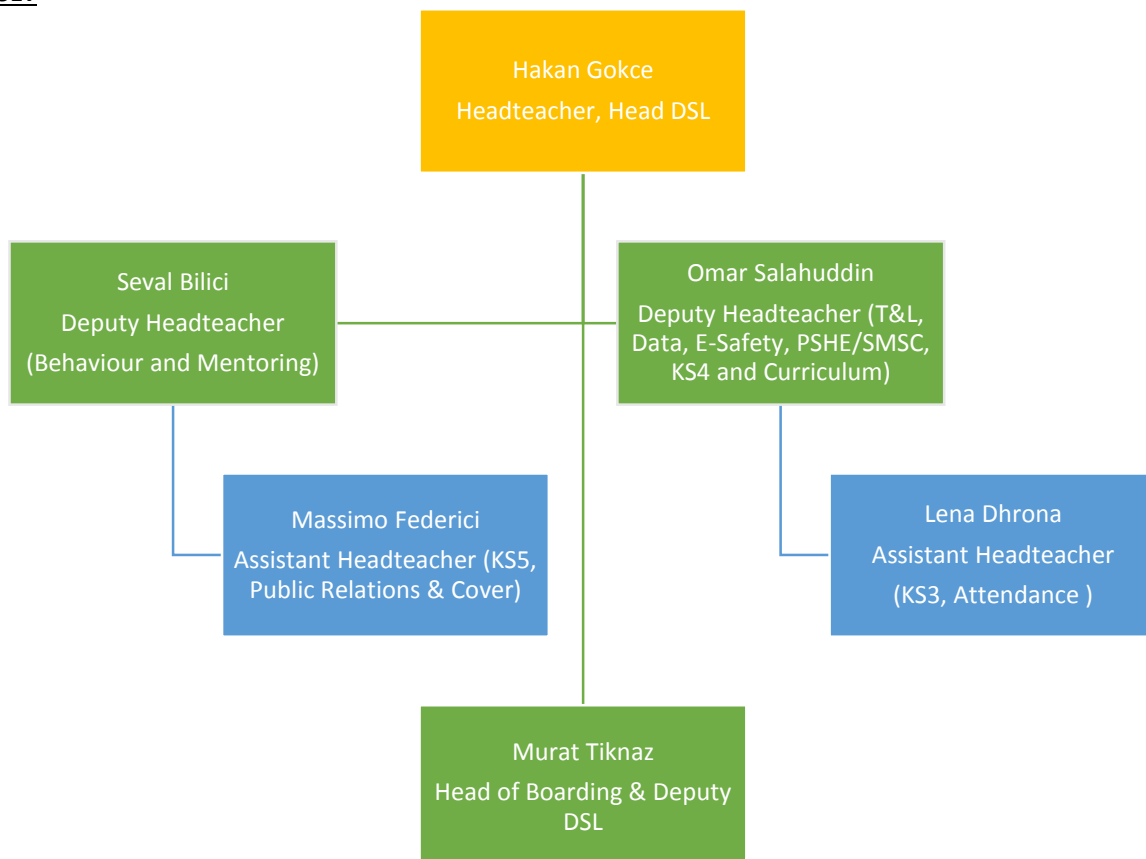 Hakan Gokce
Headteacher, Head DSL
Seval Bilici
Deputy Headteacher
(Behaviour and Mentoring)
Omar Salahuddin
Deputy Headteacher (T&L,
Data, E-Safety, PSHE/SMSC,
KS4 and Curriculum)
Massimo Federici
Assistant Headteacher (KS5,
Public Relations & Cover)
Lena Dhrona
Assistant Headteacher
(KS3, Attendance )
Murat Tiknaz
Head of Boarding & Deputy
DSL